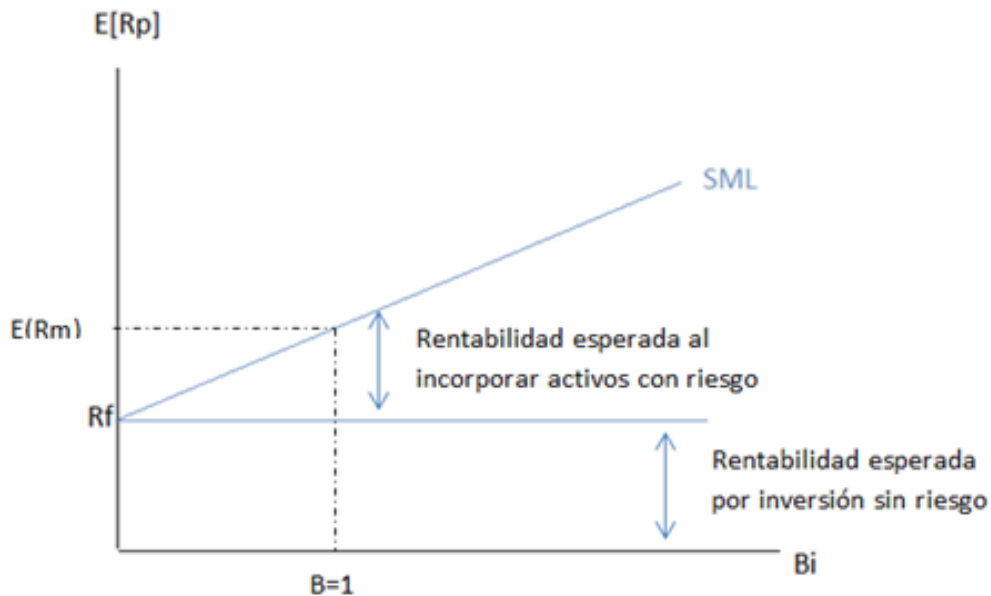 E[Rp]
SML
E(Rm)
Rentabilidad esperada al
incorporar activos con riesgo
Rf
Rentabilidad esperada
por inversión sin riesgo
Bi
B=1